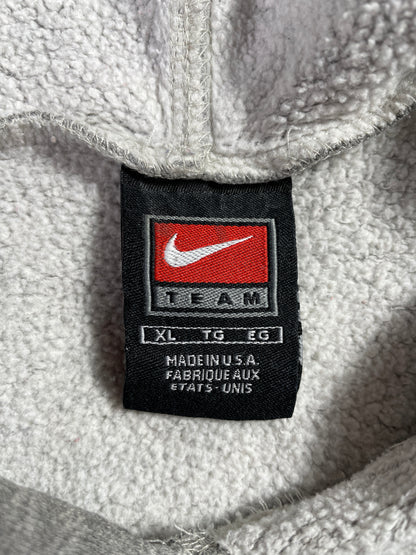 TEAM
XL TG EG
MADE IN U.S.A.
FABRIQUE AUX
ETATS-UNIS